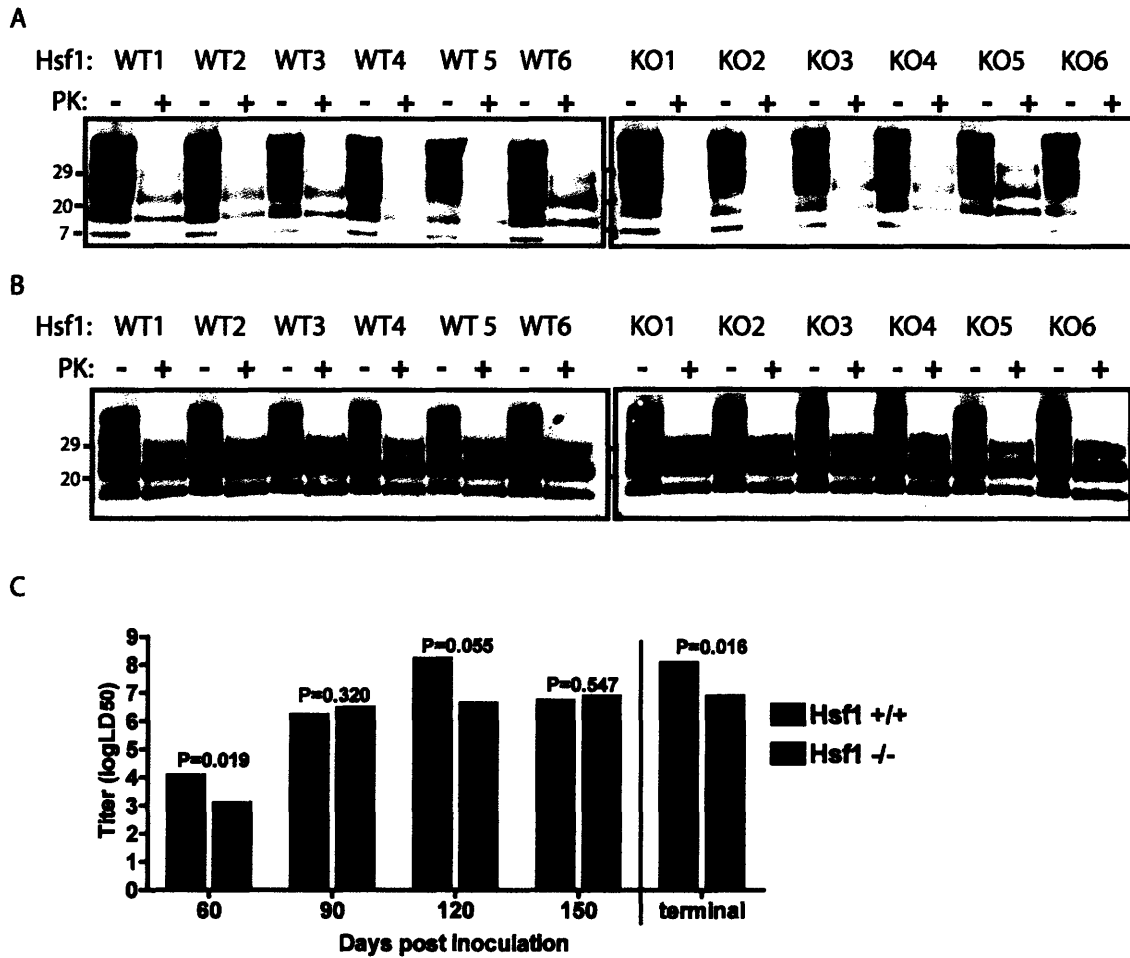 A
Hsf1: WT1 WT2 WT3 WT4 WT 5 WT6 KO1 KO2 KO3 KO4 KO5 KO6
PK: - + - + - + - + - + - + - + - + - + - + - + - +
29
20
7
B
Hsf1: WT1 WT2 WT3 WT4 WT 5 WT6 KO1 KO2 KO3 KO4 KO5 KO6
PK: - + - + - + - + - + - + - + - + - + - + - + - +
29
20
C
Titer (logLD50)
9
8
7
6
5
4
3
2
1
0
P=0.019
P=0.320
P=0.055
P=0.547
P=0.016
Hsf1 +/+
Hsf1 -/-
60 90 120 150 terminal
Days post inoculation